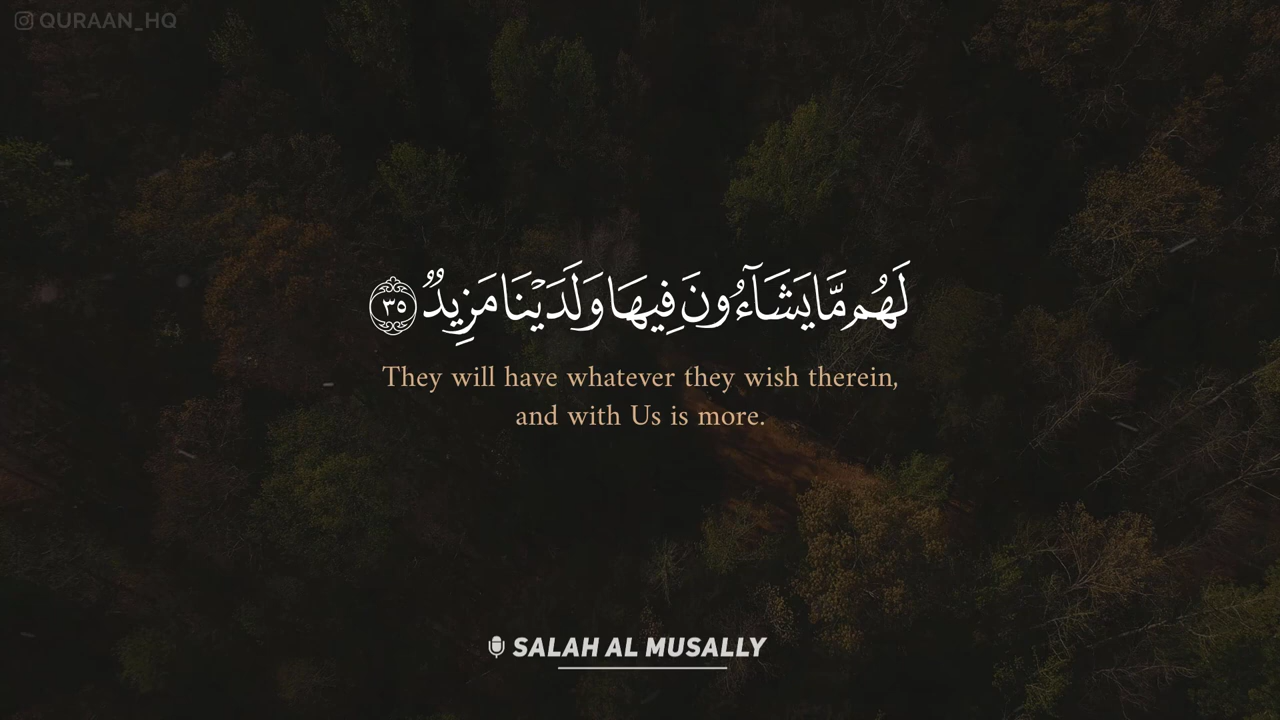 QURAAN_HQ
لَهُم مَّا يَشَآءُونَ فِيهَا وَلَدَيْنَا مَزِيدٌ ٣٥
They will have whatever they wish therein,
and with Us is more.
SALAH AL MUSALLY